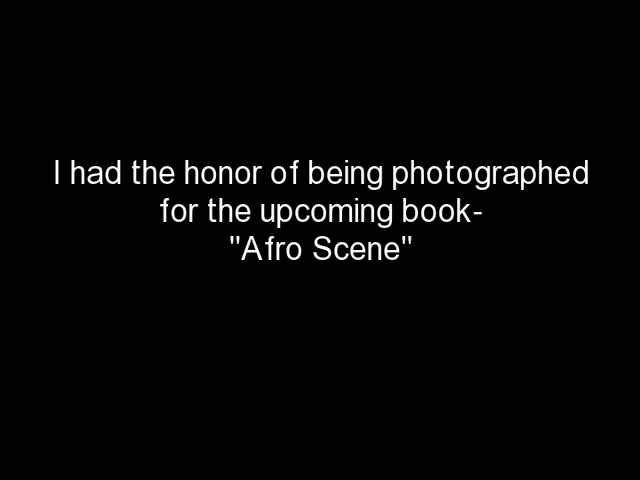 I had the honor of being photographed
for the upcoming book-
"Afro Scene"